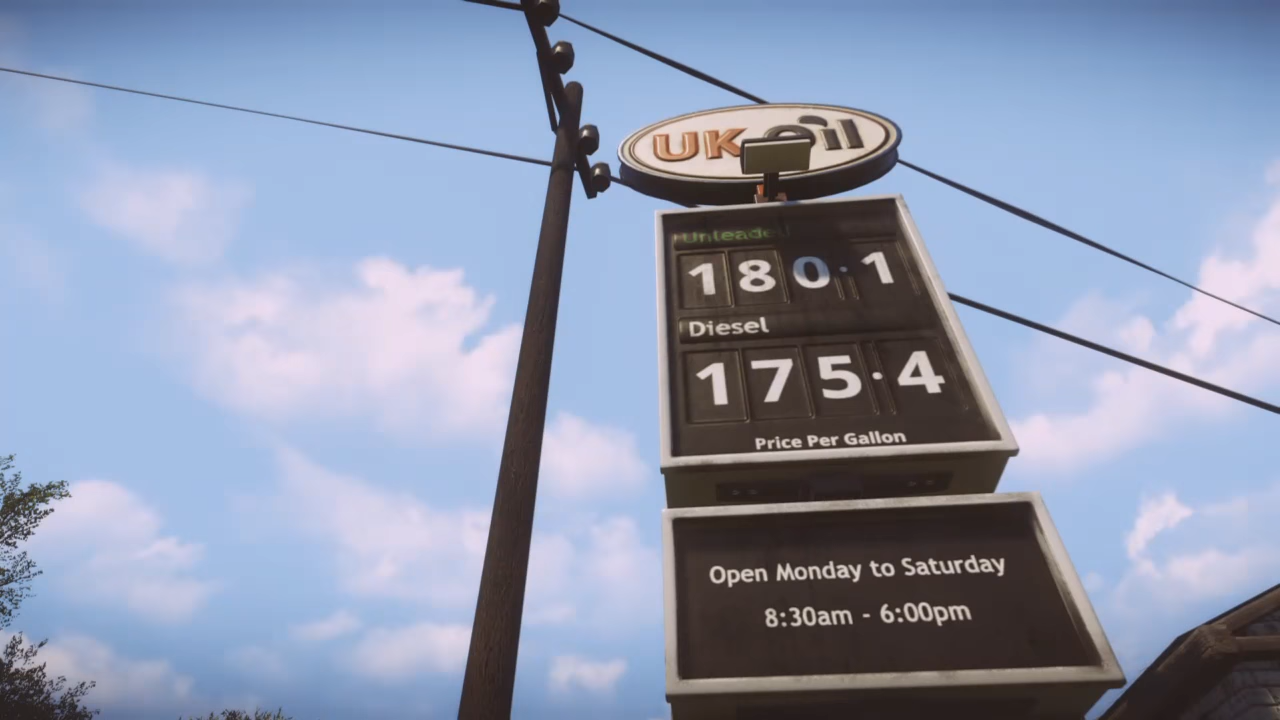 UK Oil
Unleaded
180.1
Diesel
175.4
Price Per Gallon
Open Monday to Saturday
8:30am - 6:00pm